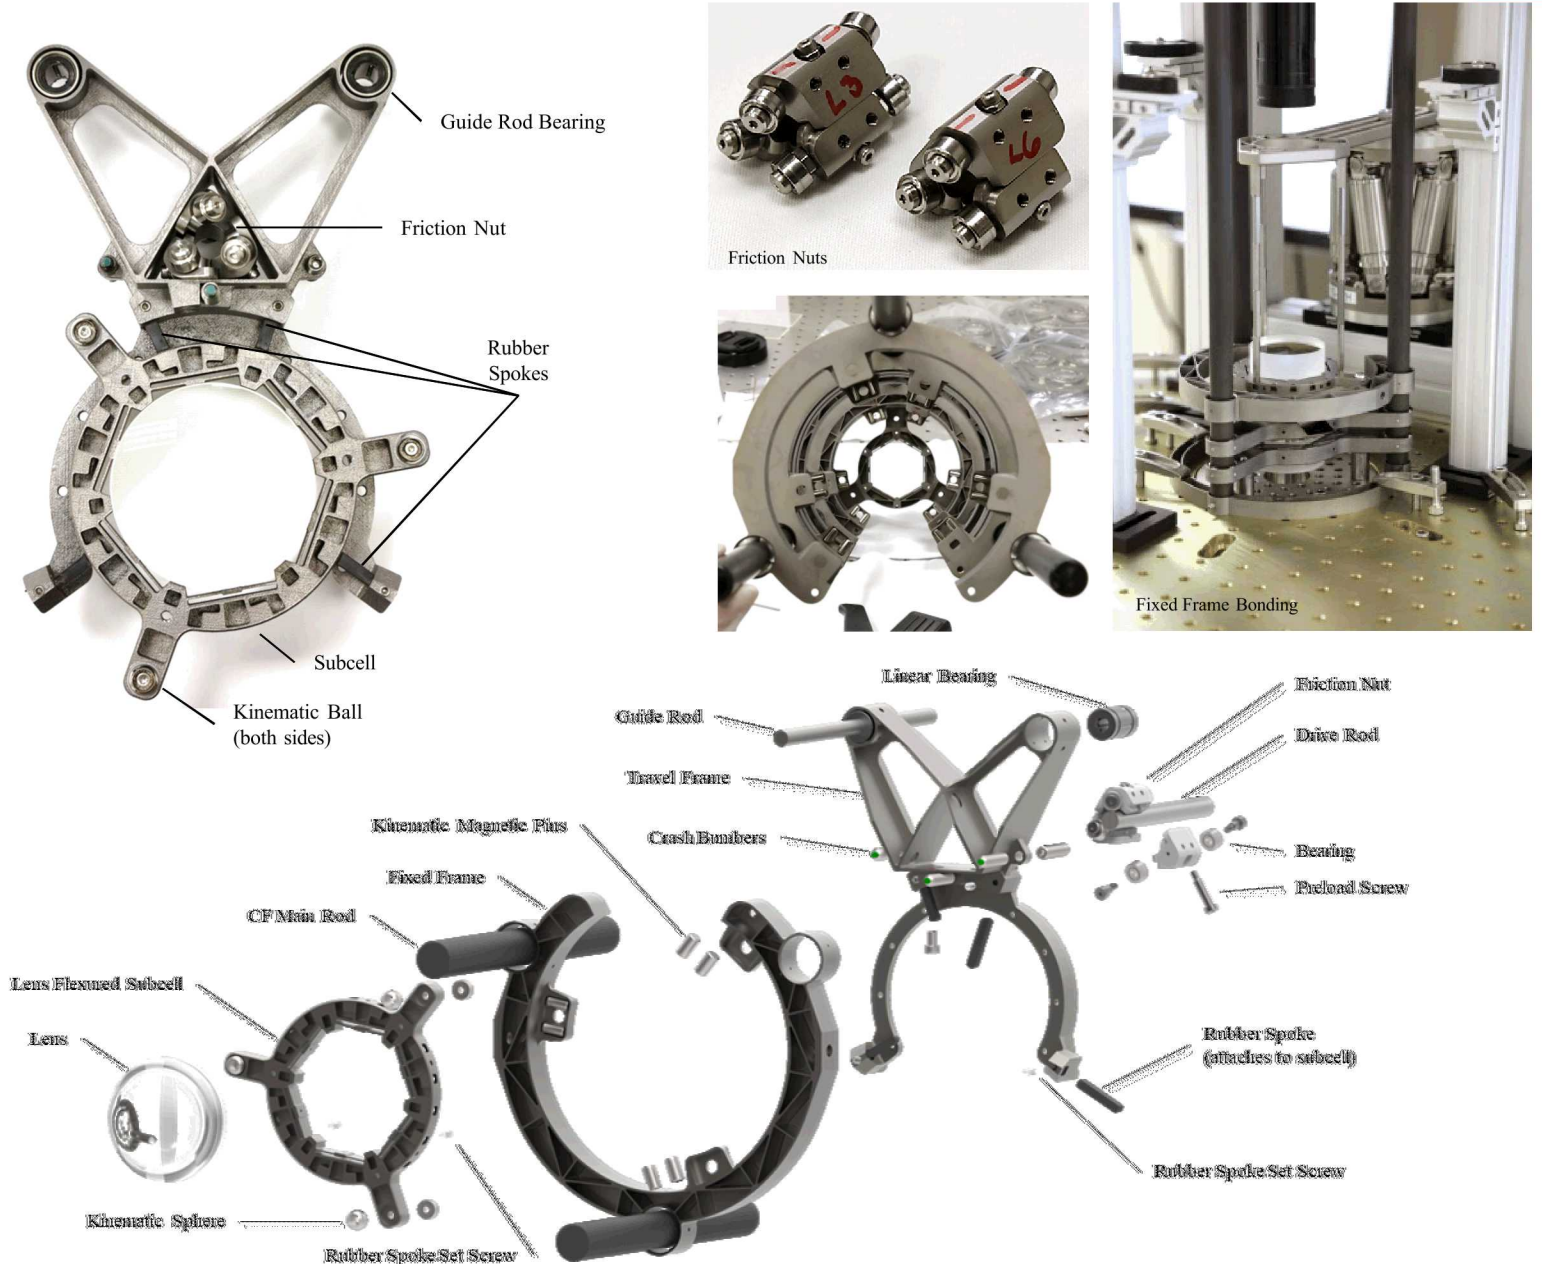 Guide Rod Bearing
Friction Nut
Rubber
Spokes
Subcell
Kinematic Ball
(both sides)
L3
L6
Friction Nuts
Fixed Frame Bonding
Linear Bearing
Friction Nut
Guide Rod
Drive Rod
Travel Frame
Kinematic Magnetic Pins
Crash Bumbers
Bearing
Fixed Frame
Preload Screw
CF Main Rod
Lens Flexured Subcell
Lens
Rubber Spoke
(attaches to subcell)
Rubber Spoke Set Screw
Kinematic Sphere
Rubber Spoke Set Screw